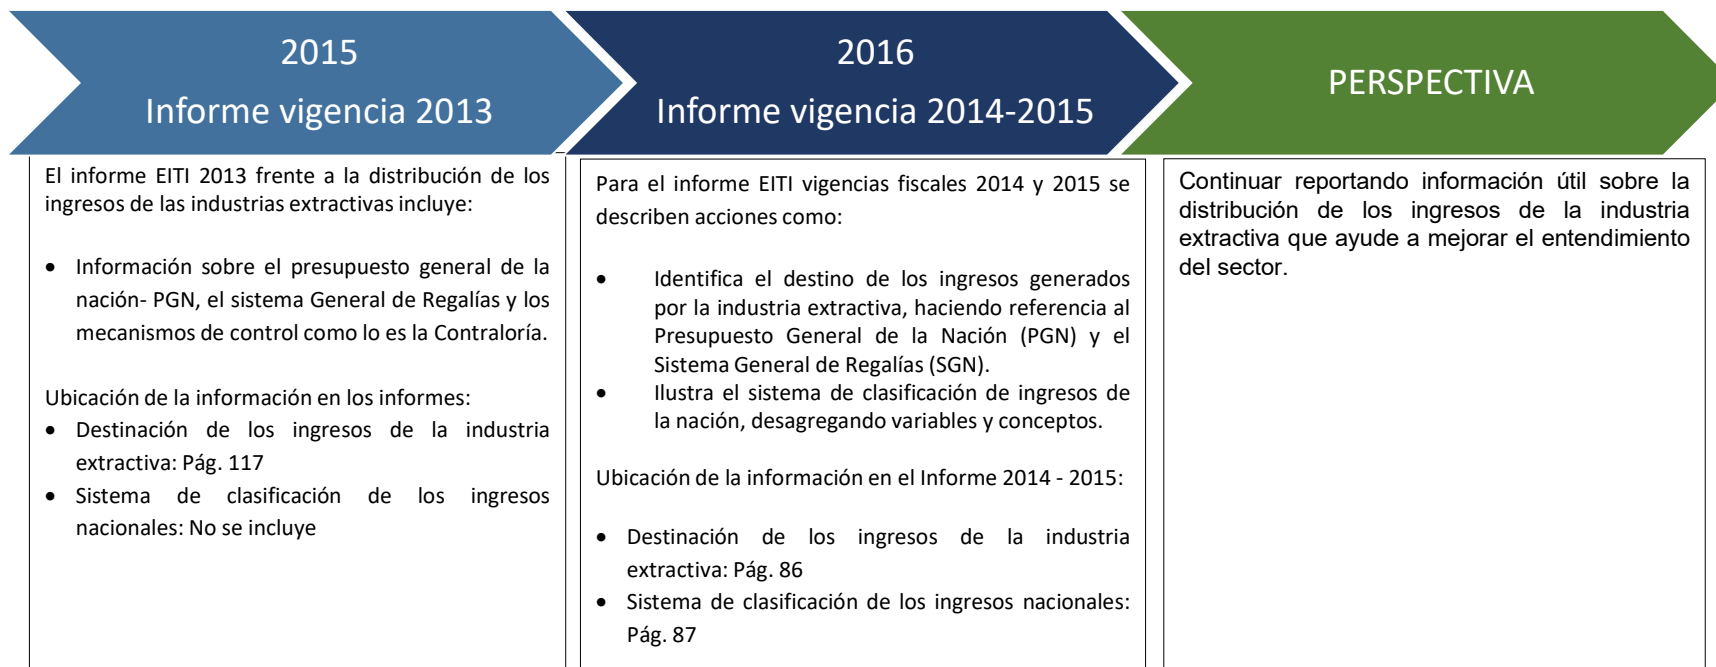 2015
Informe vigencia 2013
2016
Informe vigencia 2014-2015
PERSPECTIVA
El informe EITI 2013 frente a la distribución de los
ingresos de las industrias extractivas incluye:
• Información sobre el presupuesto general de la
nación- PGN, el sistema General de Regalías y los
mecanismos de control como lo es la Contraloría.
Ubicación de la información en los informes:
• Destinación de los ingresos de la industria
extractiva: Pág. 117
• Sistema de clasificación de los ingresos
nacionales: No se incluye
Para el informe EITI vigencias fiscales 2014 y 2015 se
describen acciones como:
• Identifica el destino de los ingresos generados
por la industria extractiva, haciendo referencia al
Presupuesto General de la Nación (PGN) y el
Sistema General de Regalías (SGN).
• Ilustra el sistema de clasificación de ingresos de
la nación, desagregando variables y conceptos.
Ubicación de la información en el Informe 2014 - 2015:
• Destinación de los ingresos de la industria
extractiva: Pág. 86
• Sistema de clasificación de los ingresos nacionales:
Pág. 87
Continuar reportando información útil sobre la
distribución de los ingresos de la industria
extractiva que ayude a mejorar el entendimiento
del sector.